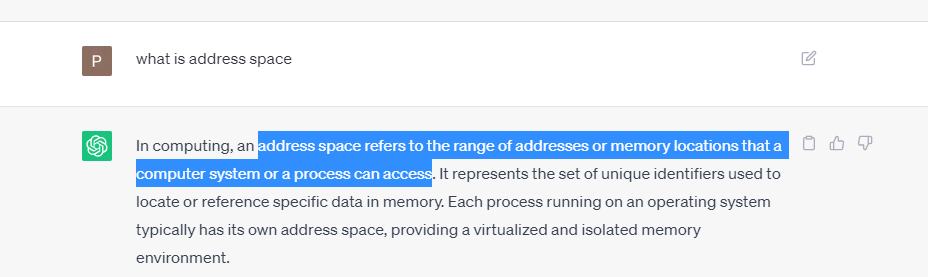 P
what is address space
In computing, an address space refers to the range of addresses or memory locations that a
computer system or a process can access. It represents the set of unique identifiers used to
locate or reference specific data in memory. Each process running on an operating system
typically has its own address space, providing a virtualized and isolated memory
environment.